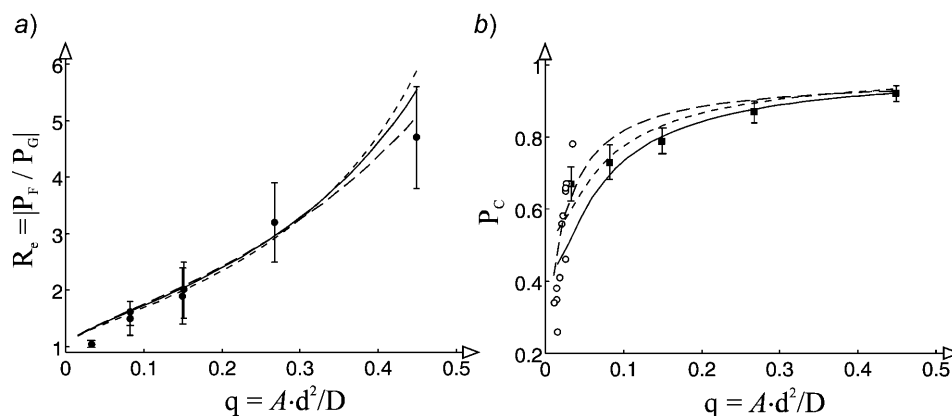 a)
R_e = |P_F / P_G|
6
5
4
3
2
1
0 0.1 0.2 0.3 0.4 0.5
q = A·d²/D
b)
P_C
1
0.8
0.6
0.4
0.2
0 0.1 0.2 0.3 0.4 0.5
q = A·d²/D